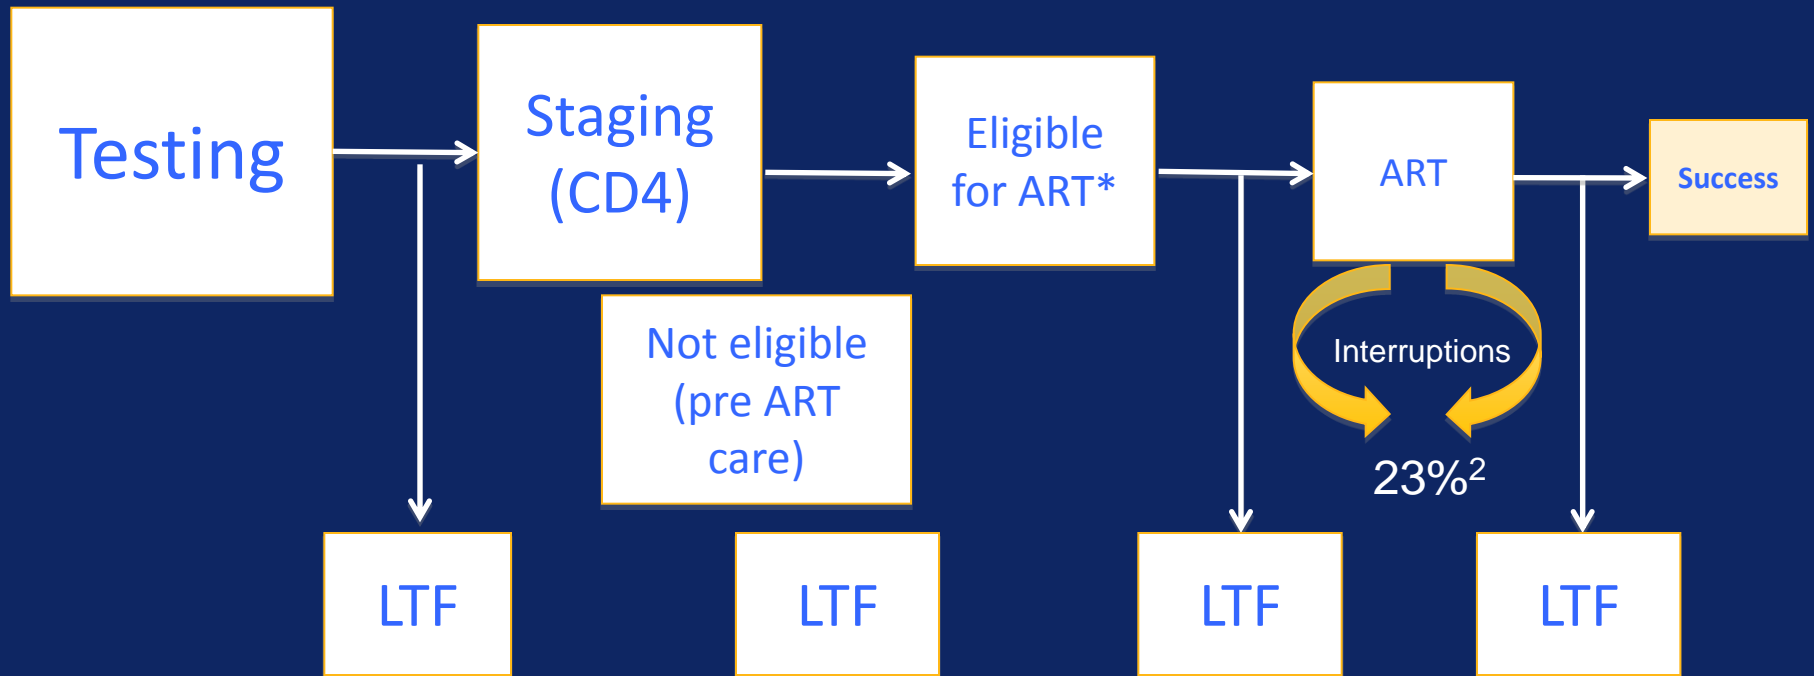 Testing
Staging
(CD4)
Eligible
for ART*
ART
Success
Not eligible
(pre ART
care)
Interruptions
23%²
LTF
LTF
LTF
LTF